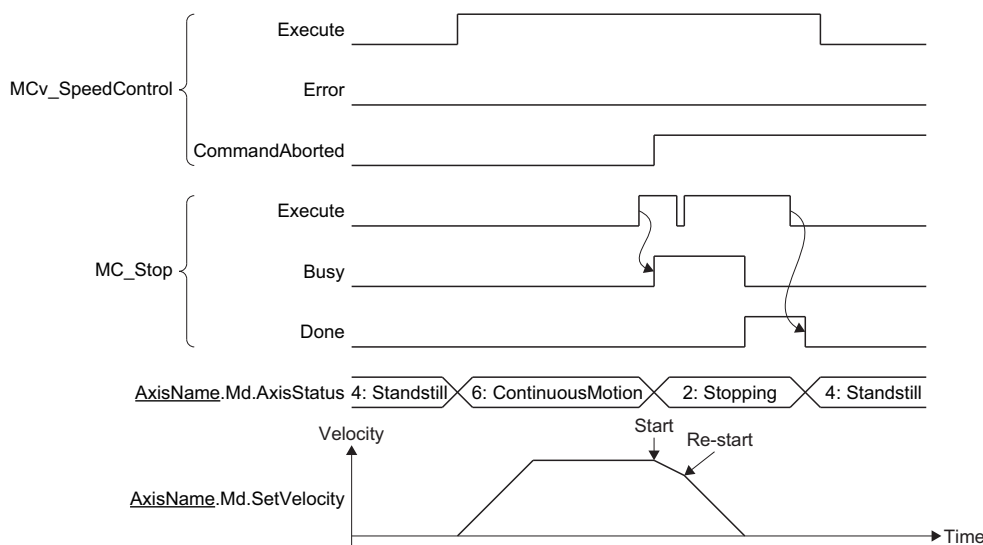 Execute
MCv_SpeedControl
Error
CommandAborted
Execute
MC_Stop
Busy
Done
AxisName.Md.AxisStatus 4: Standstill 6: ContinuousMotion 2: Stopping 4: Standstill
Velocity
Start
Re-start
AxisName.Md.SetVelocity
Time